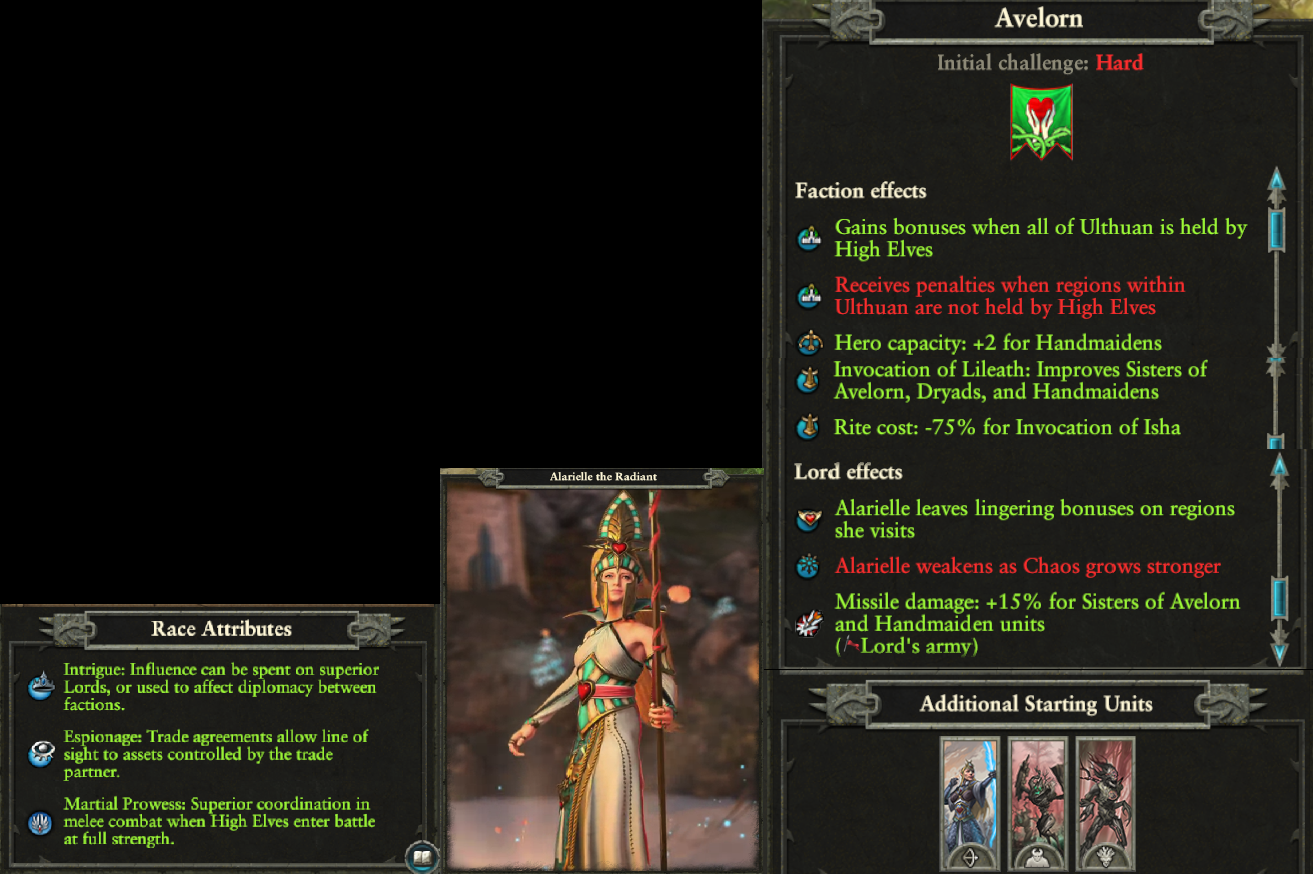 Avelorn
Initial challenge: Hard
Faction effects
Gains bonuses when all of Ulthuan is held by
High Elves
Receives penalties when regions within
Ulthuan are not held by High Elves
Hero capacity: +2 for Handmaidens
Invocation of Lileath: Improves Sisters of
Avelorn, Dryads, and Handmaidens
Rite cost: -75% for Invocation of Isha
Lord effects
Alarielle leaves lingering bonuses on regions
she visits
Alarielle weakens as Chaos grows stronger
Missile damage: +15% for Sisters of Avelorn
and Handmaiden units
(Lord's army)
Additional Starting Units
Alarielle the Radiant
Race Attributes
Intrigue: Influence can be spent on superior
Lords, or used to affect diplomacy between
factions.
Espionage: Trade agreements allow line of
sight to assets controlled by the trade
partner.
Martial Prowess: Superior coordination in
melee combat when High Elves enter battle
at full strength.